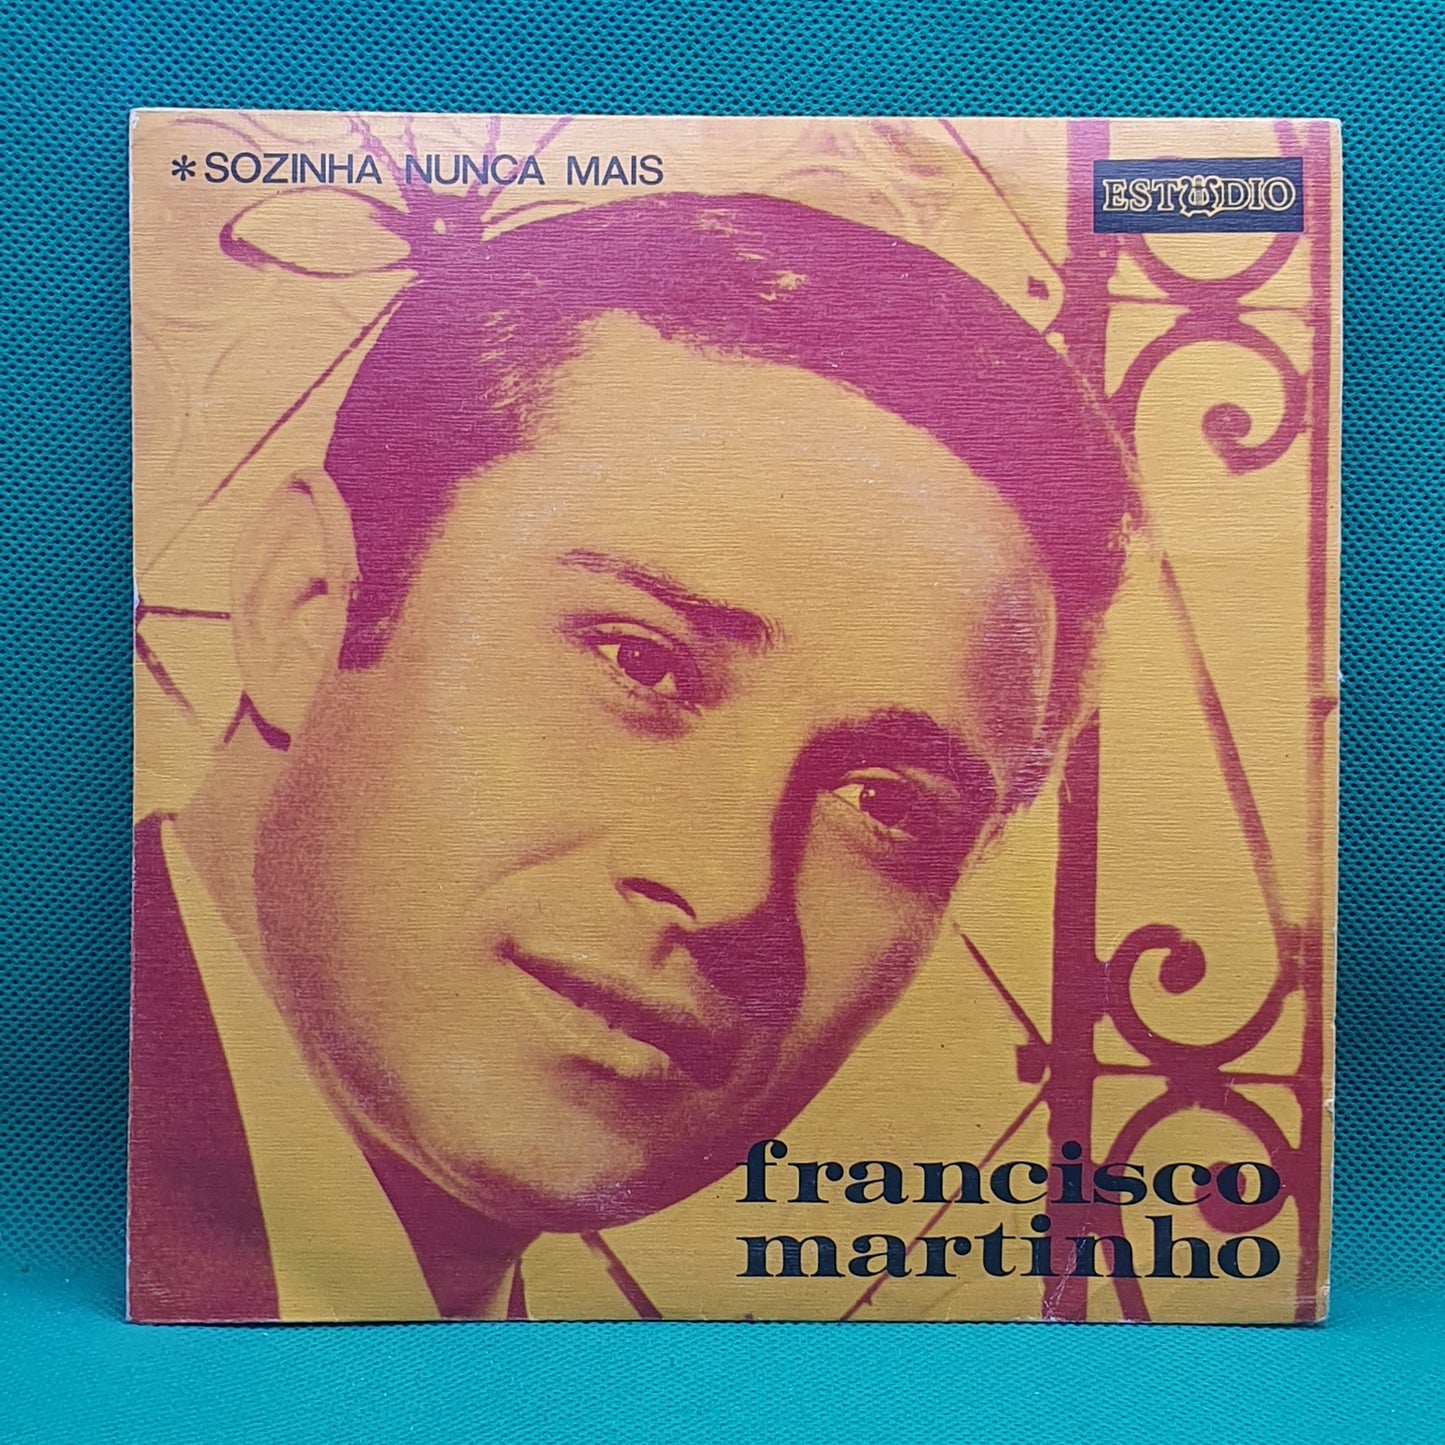 *SOZINHA NUNCA MAIS
ESTUDIO
francisco
martinho